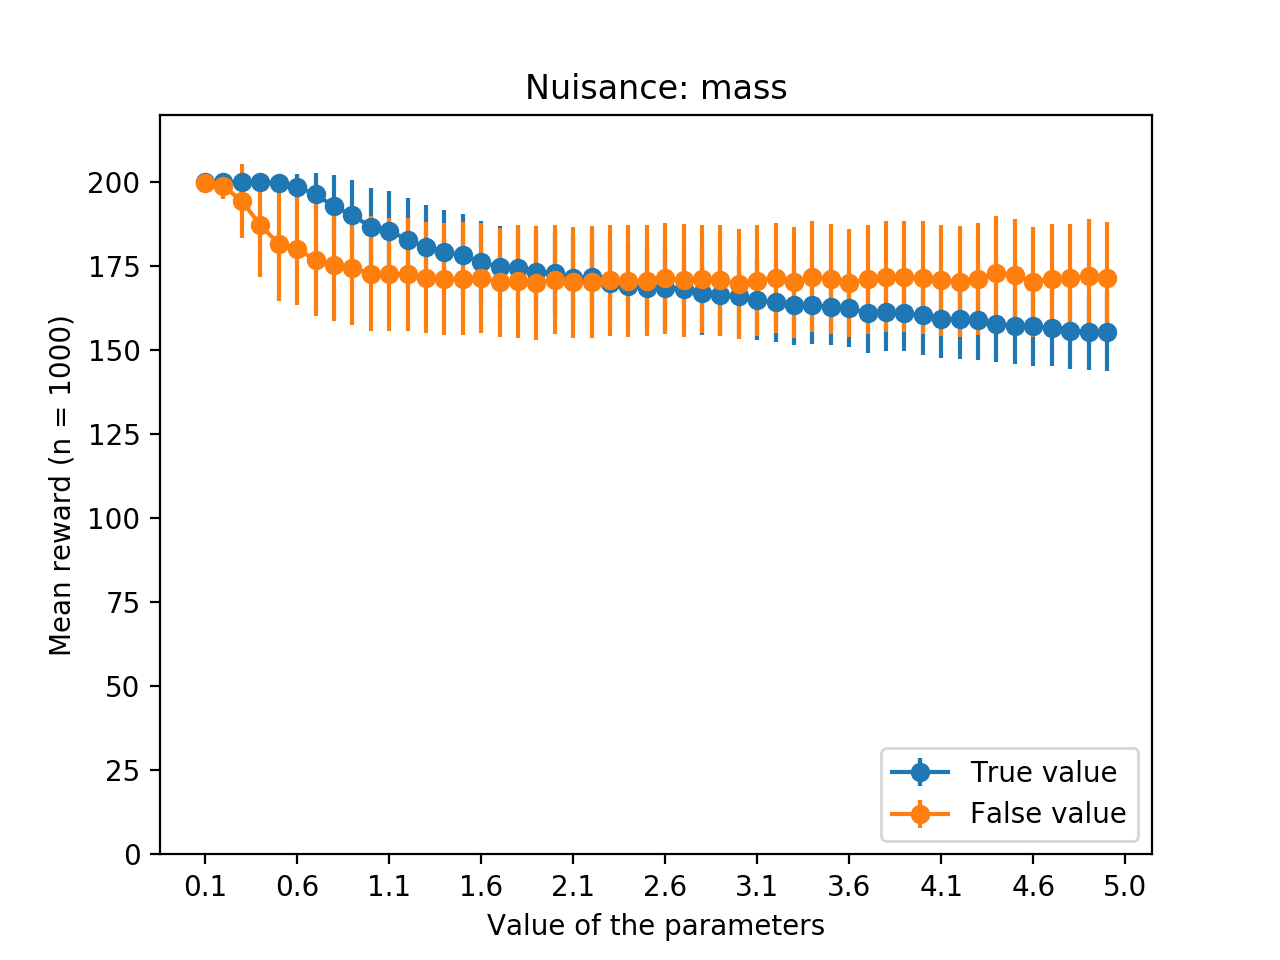 Nuisance: mass
Mean reward (n = 1000)
200
175
150
125
100
75
50
25
0
True value
False value
0.1 0.6 1.1 1.6 2.1 2.6 3.1 3.6 4.1 4.6 5.0
Value of the parameters